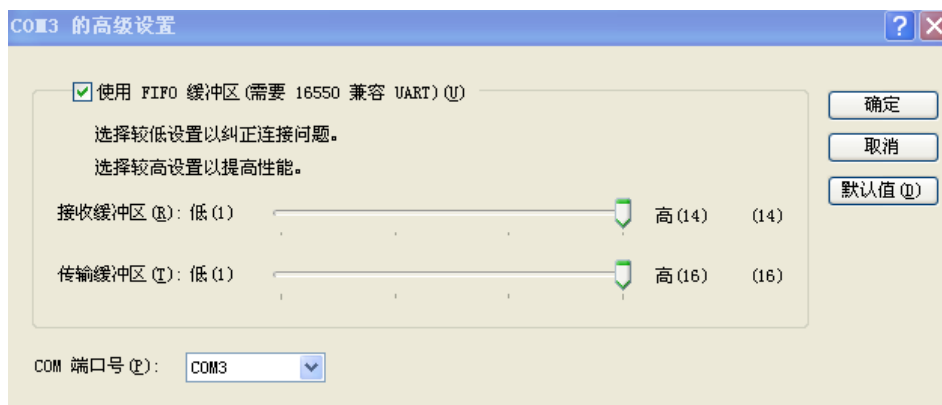 COM3 的高级设置
使用 FIFO 缓冲区(需要 16550 兼容 UART)(U)
确定
选择较低设置以纠正连接问题。
取消
选择较高设置以提高性能。
默认值(D)
接收缓冲区(R): 低(1) 高(14) (14)
传输缓冲区(T): 低(1) 高(16) (16)
COM 端口号(P): COM3